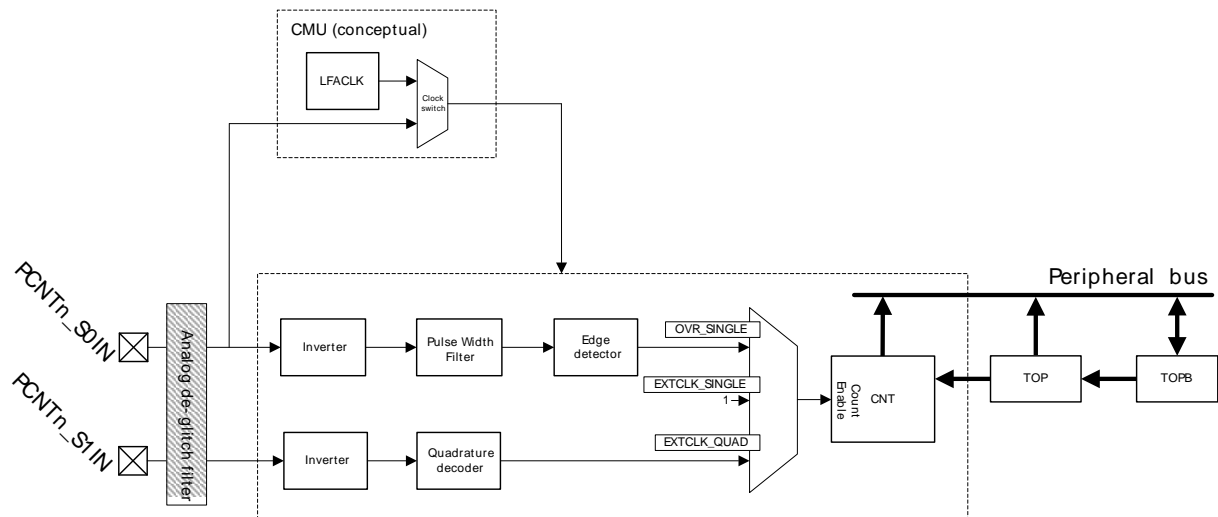 CMU (conceptual)
LFACLK
Clock
switch
Peripheral bus
PCNTn_S0IN
Analog de-glitch filter
Inverter
Pulse Width
Filter
Edge
detector
OVR_SINGLE
EXTCLK_SINGLE
1
Count
Enable
CNT
TOP
TOPB
PCNTn_S1IN
Inverter
Quadrature
decoder
EXTCLK_QUAD